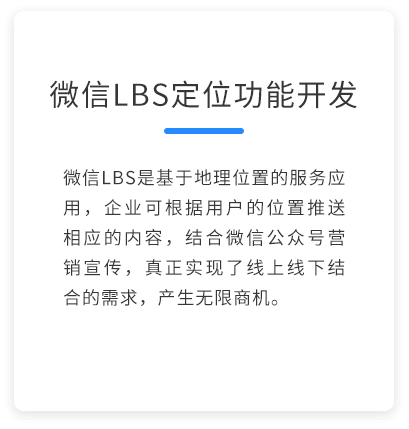 微信LBS定位功能开发
微信LBS是基于地理位置的服务应
用，企业可根据用户的位置推送
相应的内容，结合微信公众号营
销宣传，真正实现了线上线下结
合的需求，产生无限商机。